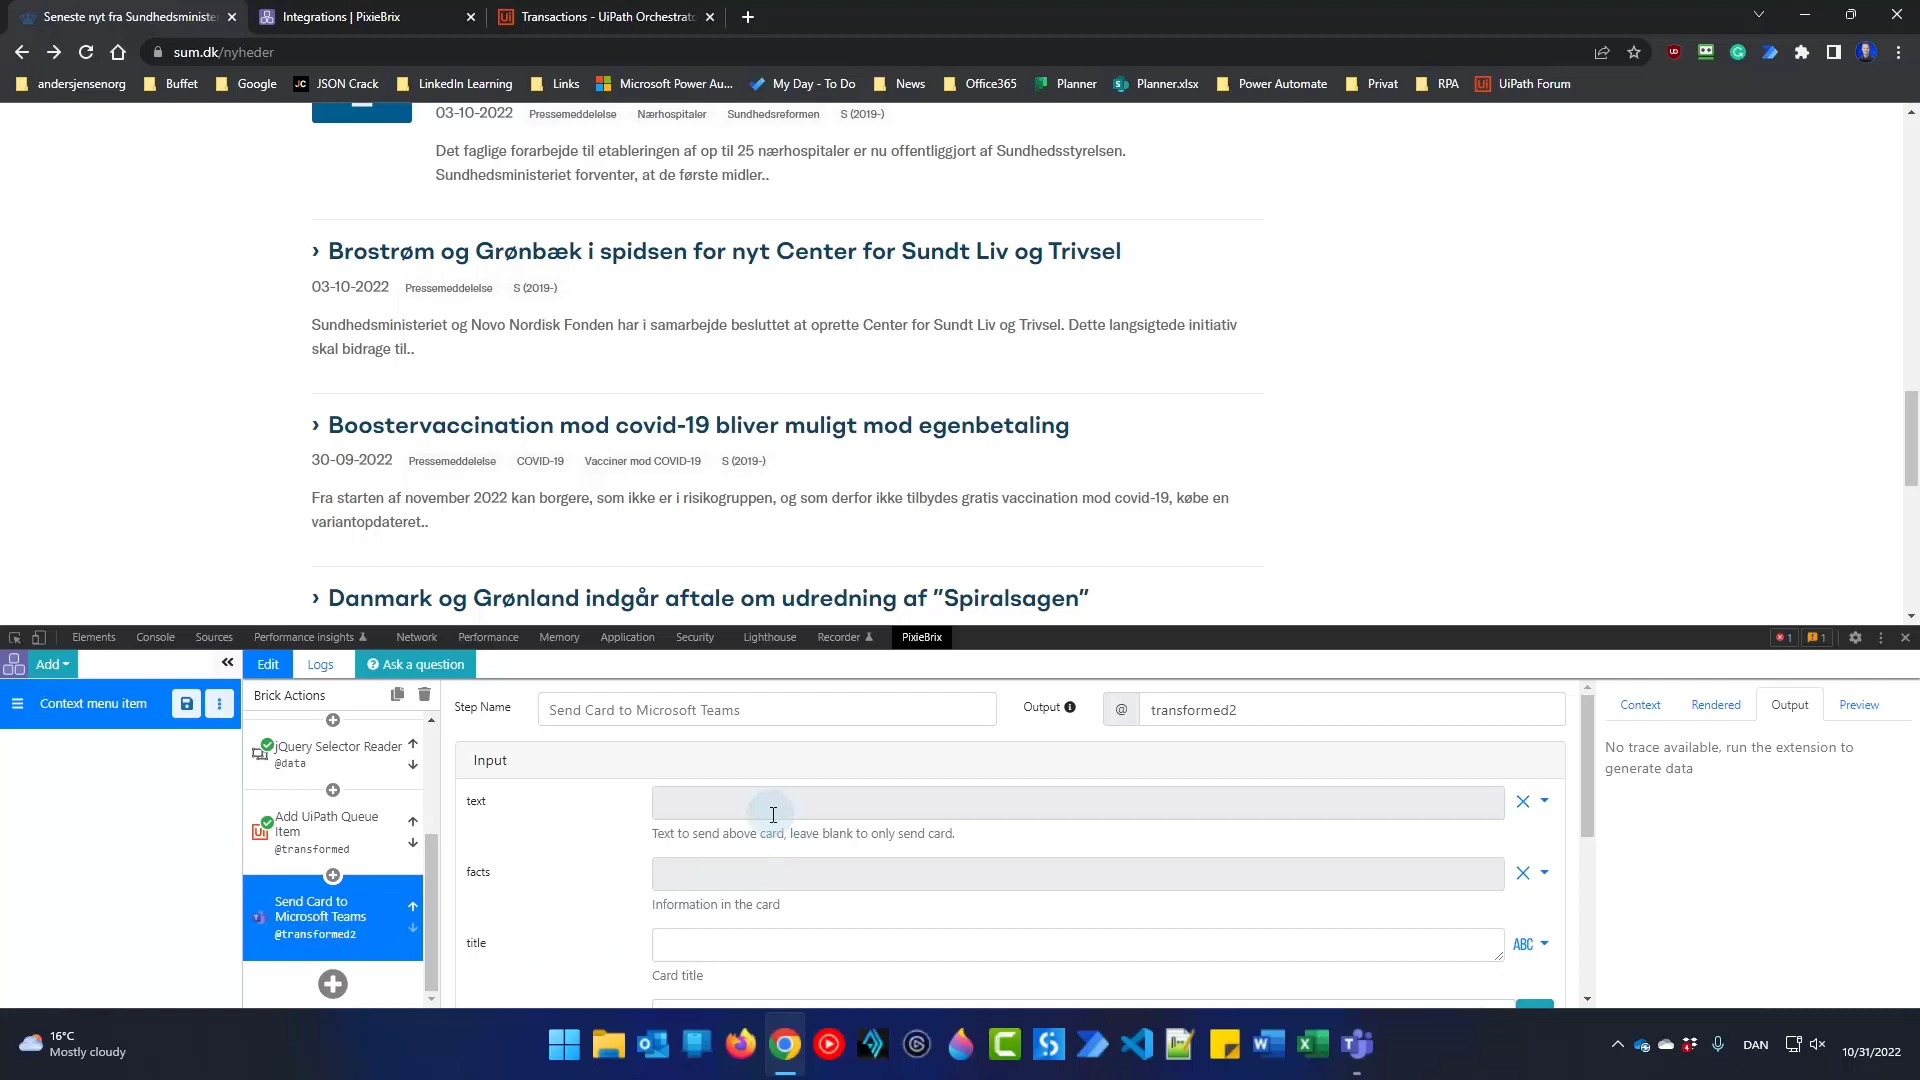 Seneste nyt fra Sundhedsminister
Integrations | PixieBrix
Transactions - UiPath Orchestrato
sum.dk/nyheder
andersjensenorg
Buffet
Google
JSON Crack
LinkedIn Learning
Links
Microsoft Power Au...
My Day - To Do
News
Office365
Planner
Planner.xlsx
Power Automate
Privat
RPA
UiPath Forum
03-10-2022 Pressemeddelelse Nærhospitaler Sundhedsreformen S (2019-)
Det faglige forarbejde til etableringen af op til 25 nærhospitaler er nu offentliggjort af Sundhedsstyrelsen.
Sundhedsministeriet forventer, at de første midler..
› Brostrøm og Grønbæk i spidsen for nyt Center for Sundt Liv og Trivsel
03-10-2022 Pressemeddelelse S (2019-)
Sundhedsministeriet og Novo Nordisk Fonden har i samarbejde besluttet at oprette Center for Sundt Liv og Trivsel. Dette langsigtede initiativ
skal bidrage til..
› Boostervaccination mod covid-19 bliver muligt mod egenbetaling
30-09-2022 Pressemeddelelse COVID-19 Vacciner mod COVID-19 S (2019-)
Fra starten af november 2022 kan borgere, som ikke er i risikogruppen, og som derfor ikke tilbydes gratis vaccination mod covid-19, købe en
variantopdateret..
› Danmark og Grønland indgår aftale om udredning af ”Spiralsagen”
Elements
Console
Sources
Performance insights
Network
Performance
Memory
Application
Security
Lighthouse
Recorder
PixieBrix
1
1
Add
Edit
Logs
Ask a question
Context menu item
Brick Actions
jQuery Selector Reader
@data
Add UiPath Queue
Item
@transformed
Send Card to
Microsoft Teams
@transformed2
Step Name
Send Card to Microsoft Teams
Output
@
transformed2
Input
text
Text to send above card, leave blank to only send card.
facts
Information in the card
title
ABC
Card title
Context
Rendered
Output
Preview
No trace available, run the extension to
generate data
16°C
Mostly cloudy
DAN
10/31/2022